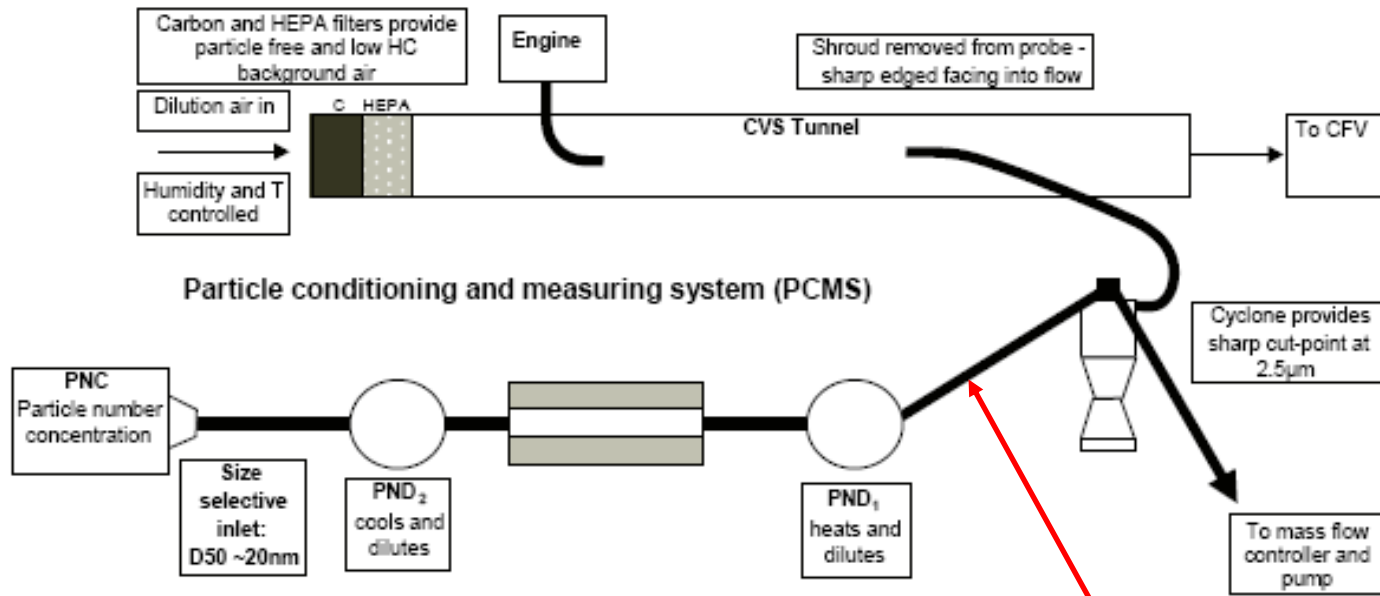 Carbon and HEPA filters provide
particle free and low HC
background air
Engine
Shroud removed from probe -
sharp edged facing into flow
Dilution air in
C HEPA
CVS Tunnel
To CFV
Humidity and T
controlled
Particle conditioning and measuring system (PCMS)
Cyclone provides
sharp cut-point at
2.5µm
PNC
Particle number
concentration
Size
selective
inlet:
D50 ~20nm
PND₂
cools and
dilutes
PND₁
heats and
dilutes
To mass flow
controller and
pump